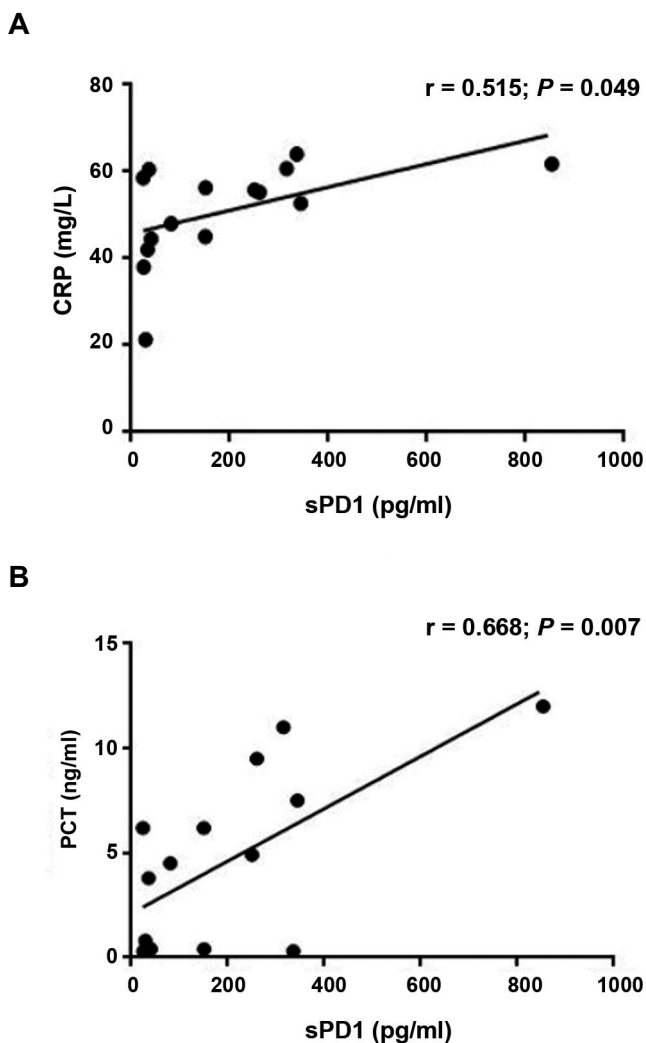 A
r = 0.515; P = 0.049
80
60
40
20
0
CRP (mg/L)
0 200 400 600 800 1000
sPD1 (pg/ml)
B
r = 0.668; P = 0.007
15
10
5
0
PCT (ng/ml)
0 200 400 600 800 1000
sPD1 (pg/ml)